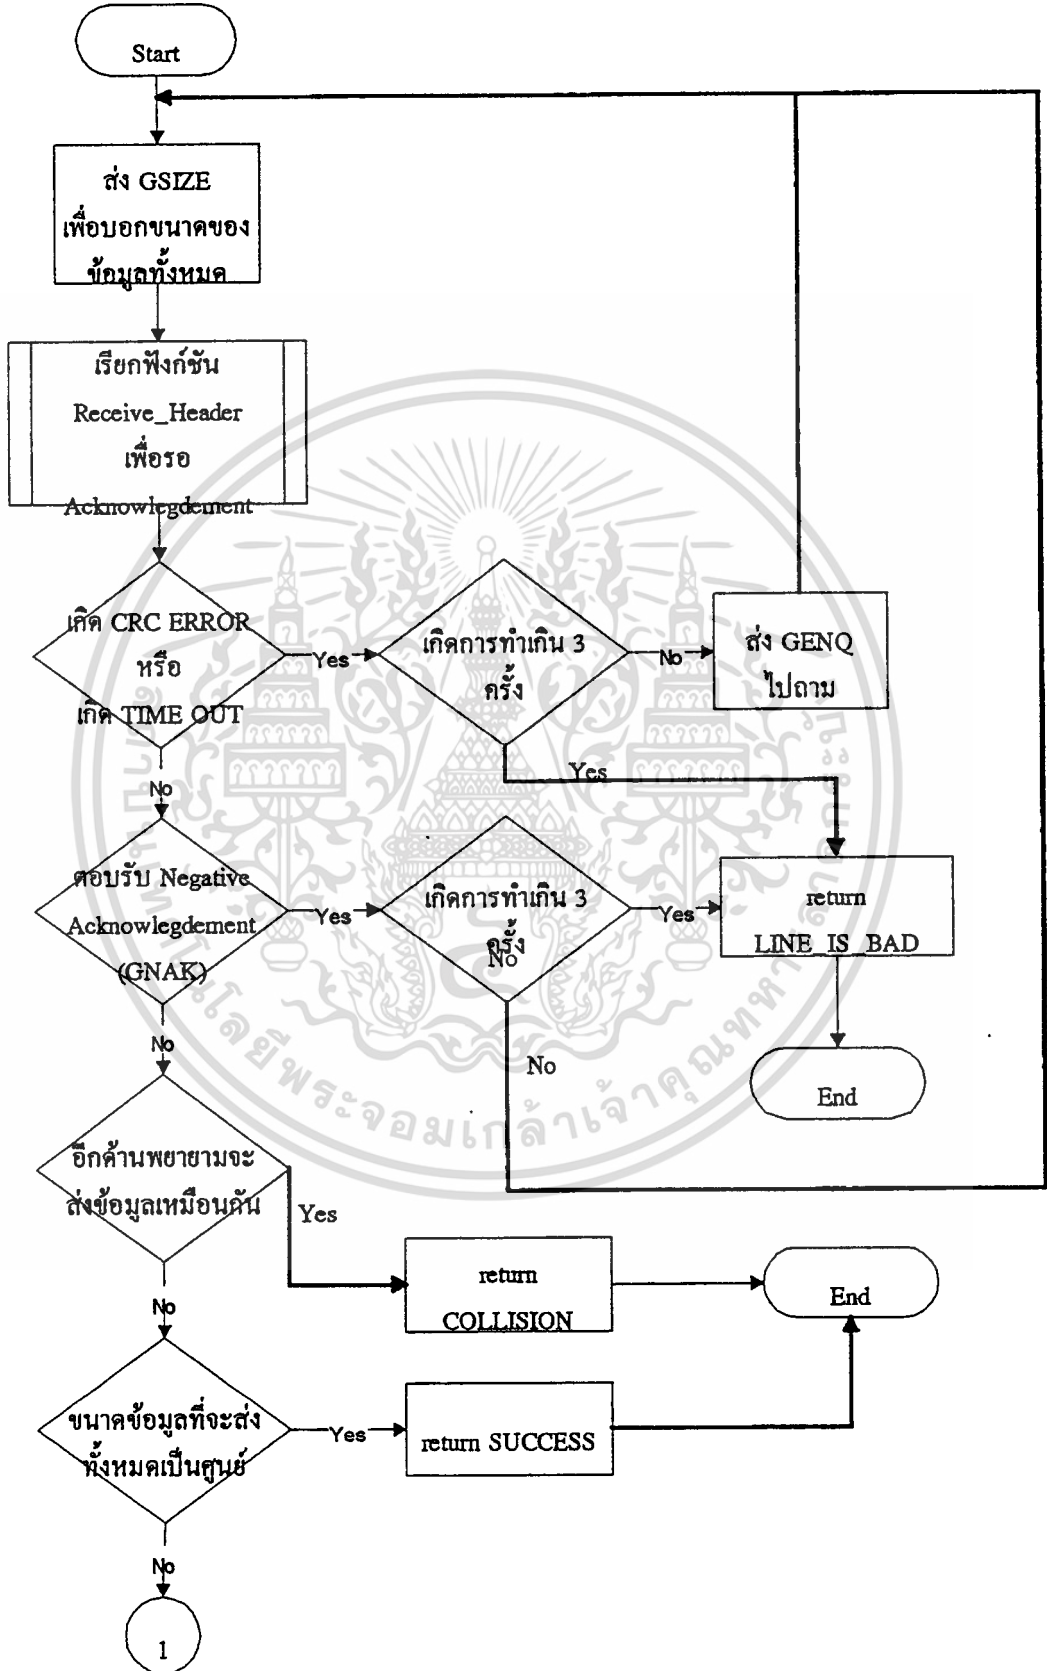 Start
ส่ง GSIZE
เพื่อบอกขนาดของ
ข้อมูลทั้งหมด
เรียกฟังก์ชัน
Receive_Header
เพื่อรอ
Acknowlegdement
เกิด CRC ERROR
หรือ
เกิด TIME OUT
Yes
เกิดการทำเกิน 3
ครั้ง
No
ส่ง GENQ
ไปถาม
No
Yes
ตอบรับ Negative
Acknowlegdement
(GNAK)
Yes
เกิดการทำเกิน 3
ครั้ง
No
Yes
return
LINE_IS_BAD
No
No
End
อีกด้านพยายามจะ
ส่งข้อมูลเหมือนกัน
Yes
return
COLLISION
End
No
ขนาดข้อมูลที่จะส่ง
ทั้งหมดเป็นศูนย์
Yes
return SUCCESS
No
1